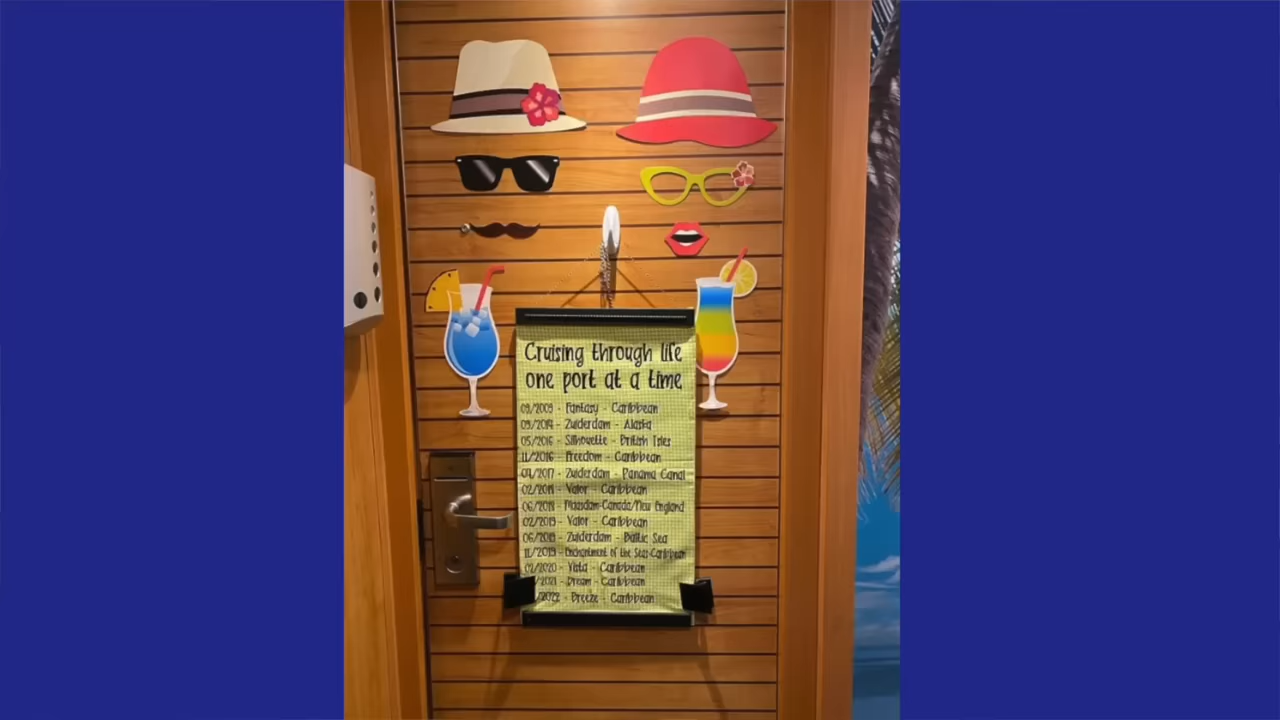 Cruising through life
one port at a time
09/2009 - Fantasy - Caribbean
09/2014 - Zuiderdam - Alaska
05/2016 - Silhouette - British Isles
11/2016 - Freedom - Caribbean
04/2017 - Zuiderdam - Panama Canal
02/2018 - Valor - Caribbean
06/2018 - Maasdam-Canada/New England
02/2019 - Valor - Caribbean
06/2019 - Zuiderdam - Baltic Sea
11/2019 - Enchantment of the Seas-Caribbean
02/2020 - Vista - Caribbean
/2021 - Dream - Caribbean
/2022 - Breeze - Caribbean